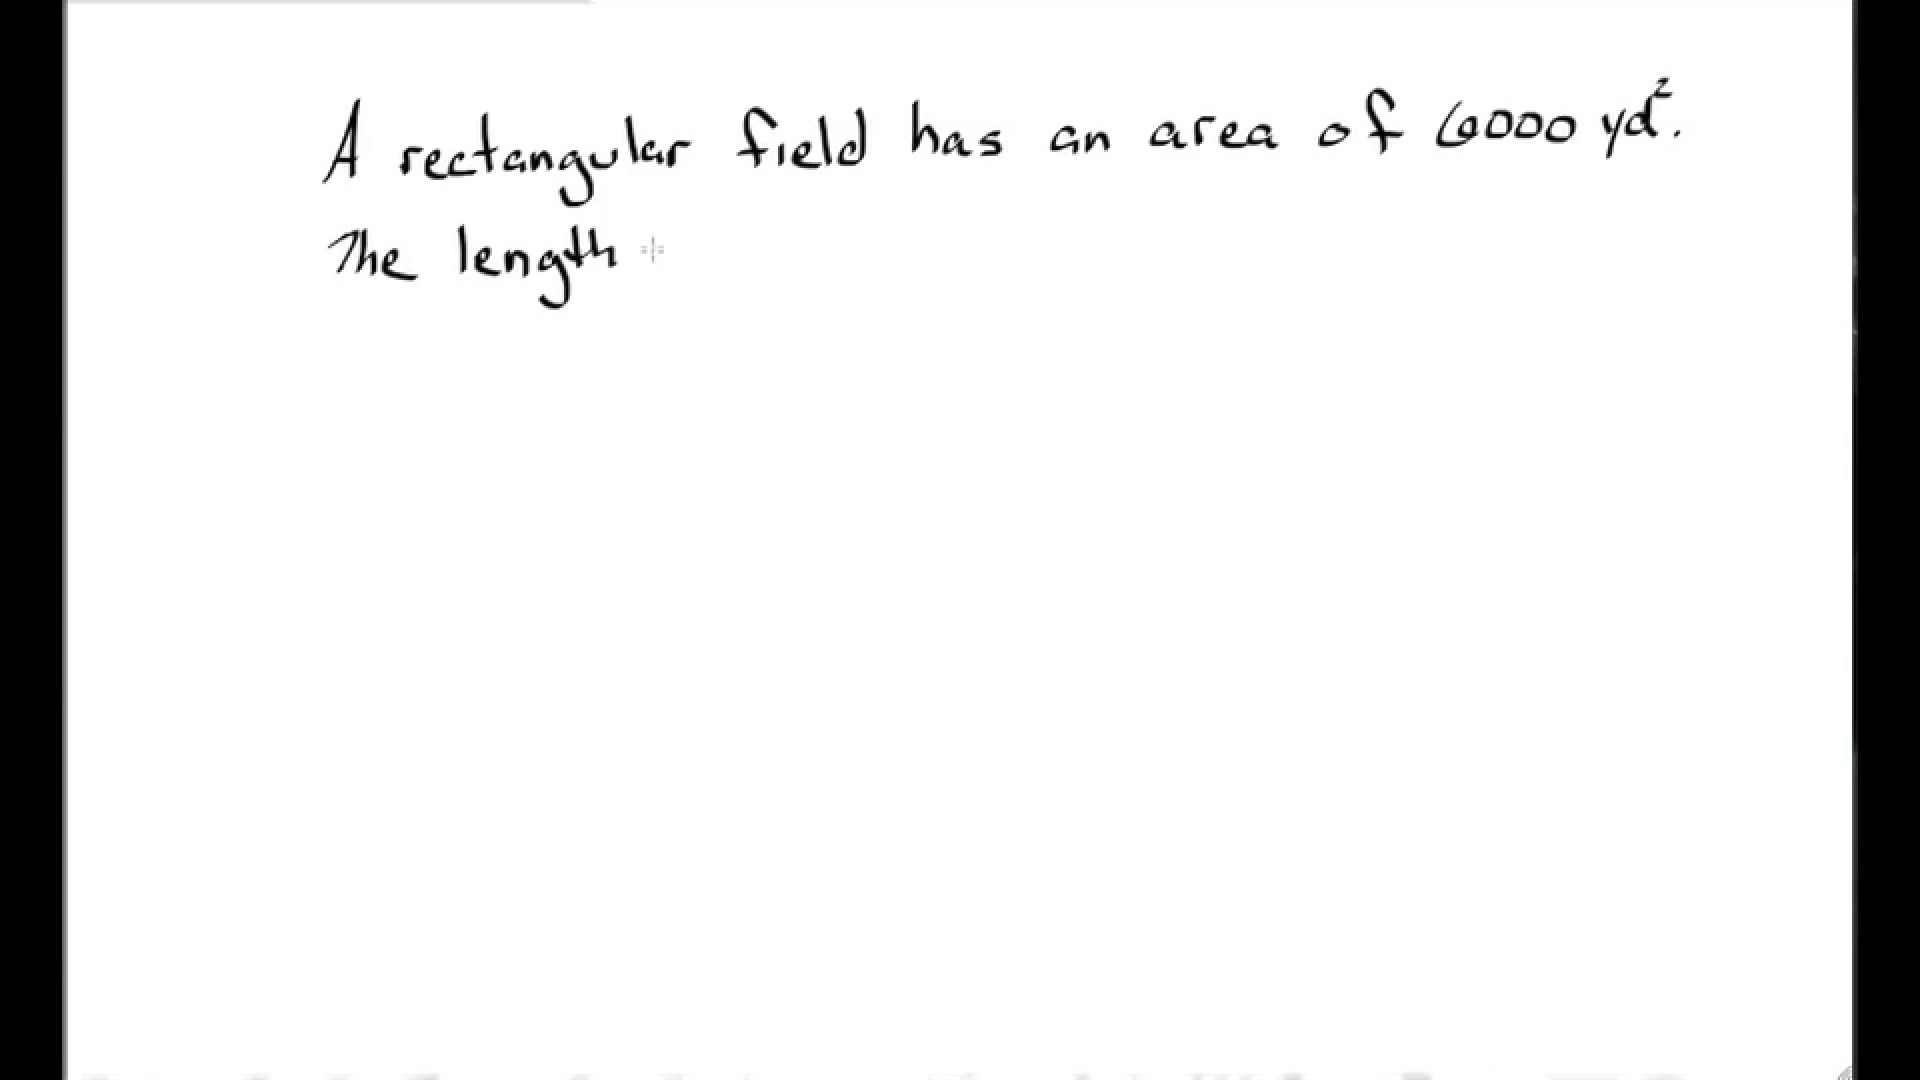 A rectangular field has an area of 6000 yd².
The length